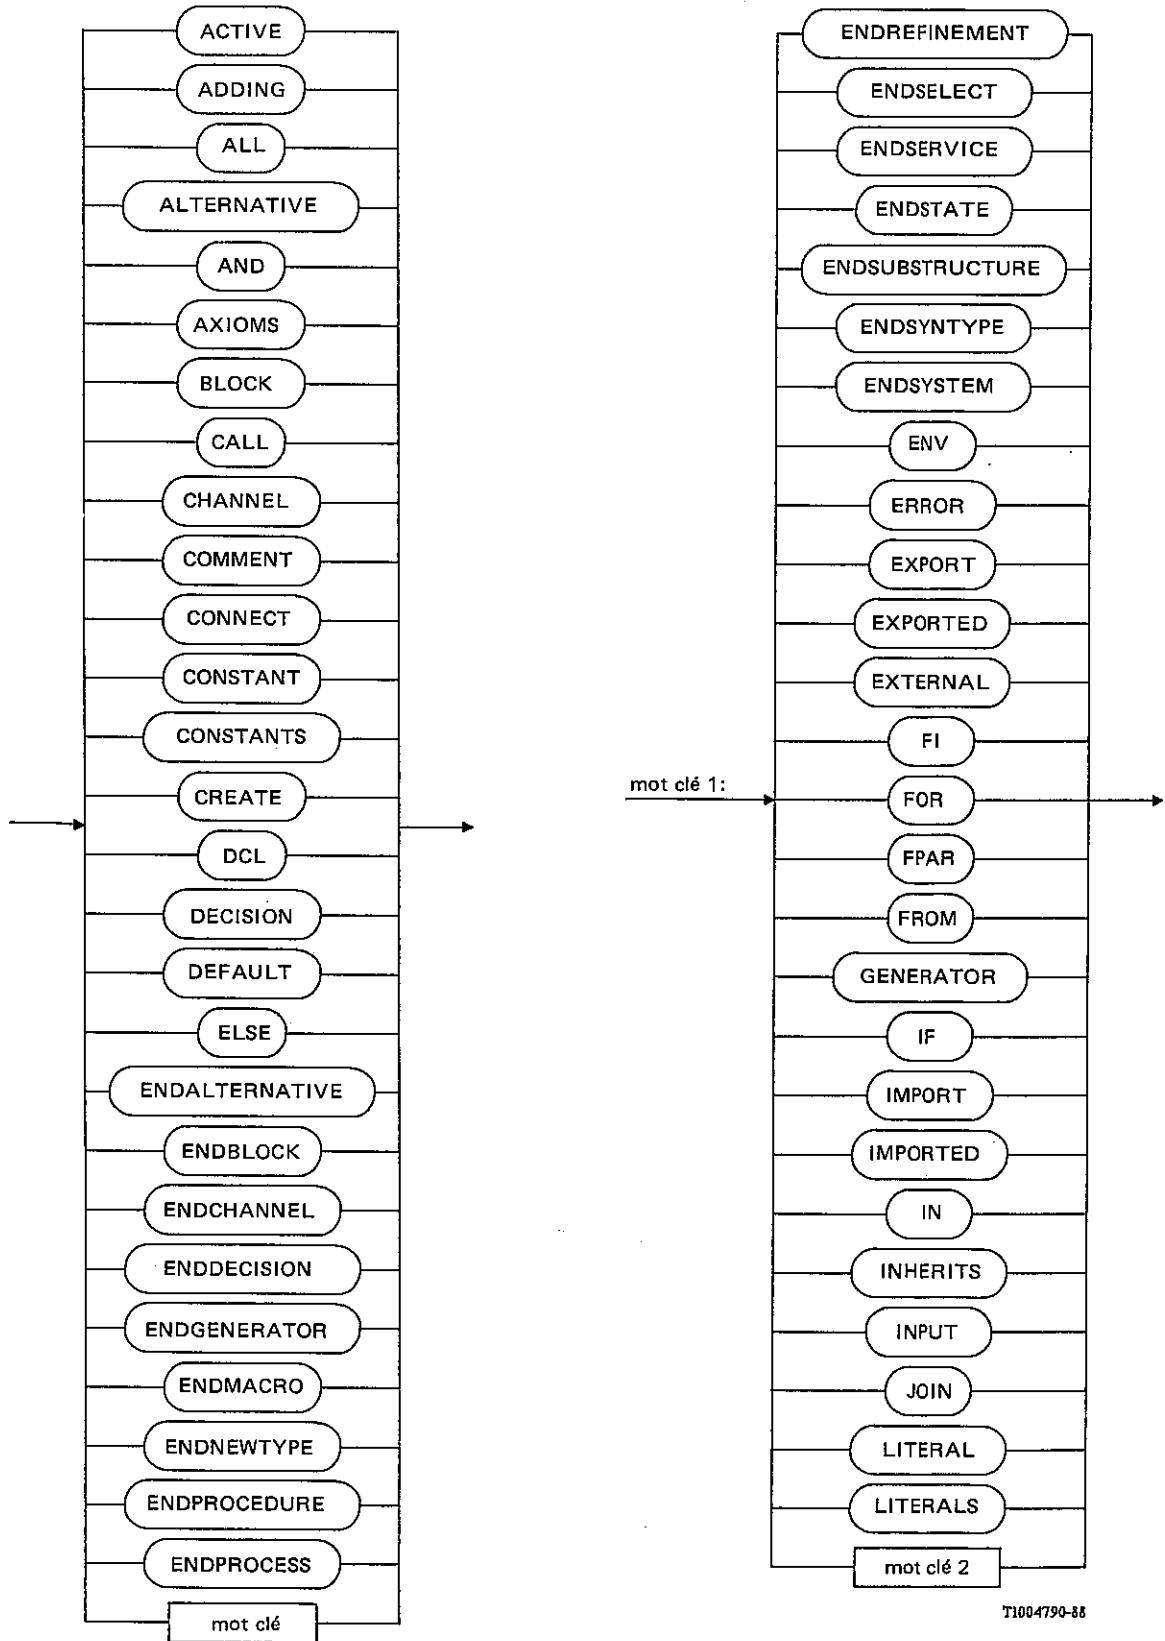 ACTIVE
ADDING
ALL
ALTERNATIVE
AND
AXIOMS
BLOCK
CALL
CHANNEL
COMMENT
CONNECT
CONSTANT
CONSTANTS
CREATE
DCL
DECISION
DEFAULT
ELSE
ENDALTERNATIVE
ENDBLOCK
ENDCHANNEL
ENDDECISION
ENDGENERATOR
ENDMACRO
ENDNEWTYPE
ENDPROCEDURE
ENDPROCESS
mot clé
mot clé 1:
ENDREFINEMENT
ENDSELECT
ENDSERVICE
ENDSTATE
ENDSUBSTRUCTURE
ENDSYNTYPE
ENDSYSTEM
ENV
ERROR
EXPORT
EXPORTED
EXTERNAL
FI
FOR
FPAR
FROM
GENERATOR
IF
IMPORT
IMPORTED
IN
INHERITS
INPUT
JOIN
LITERAL
LITERALS
mot clé 2
T1004790-88